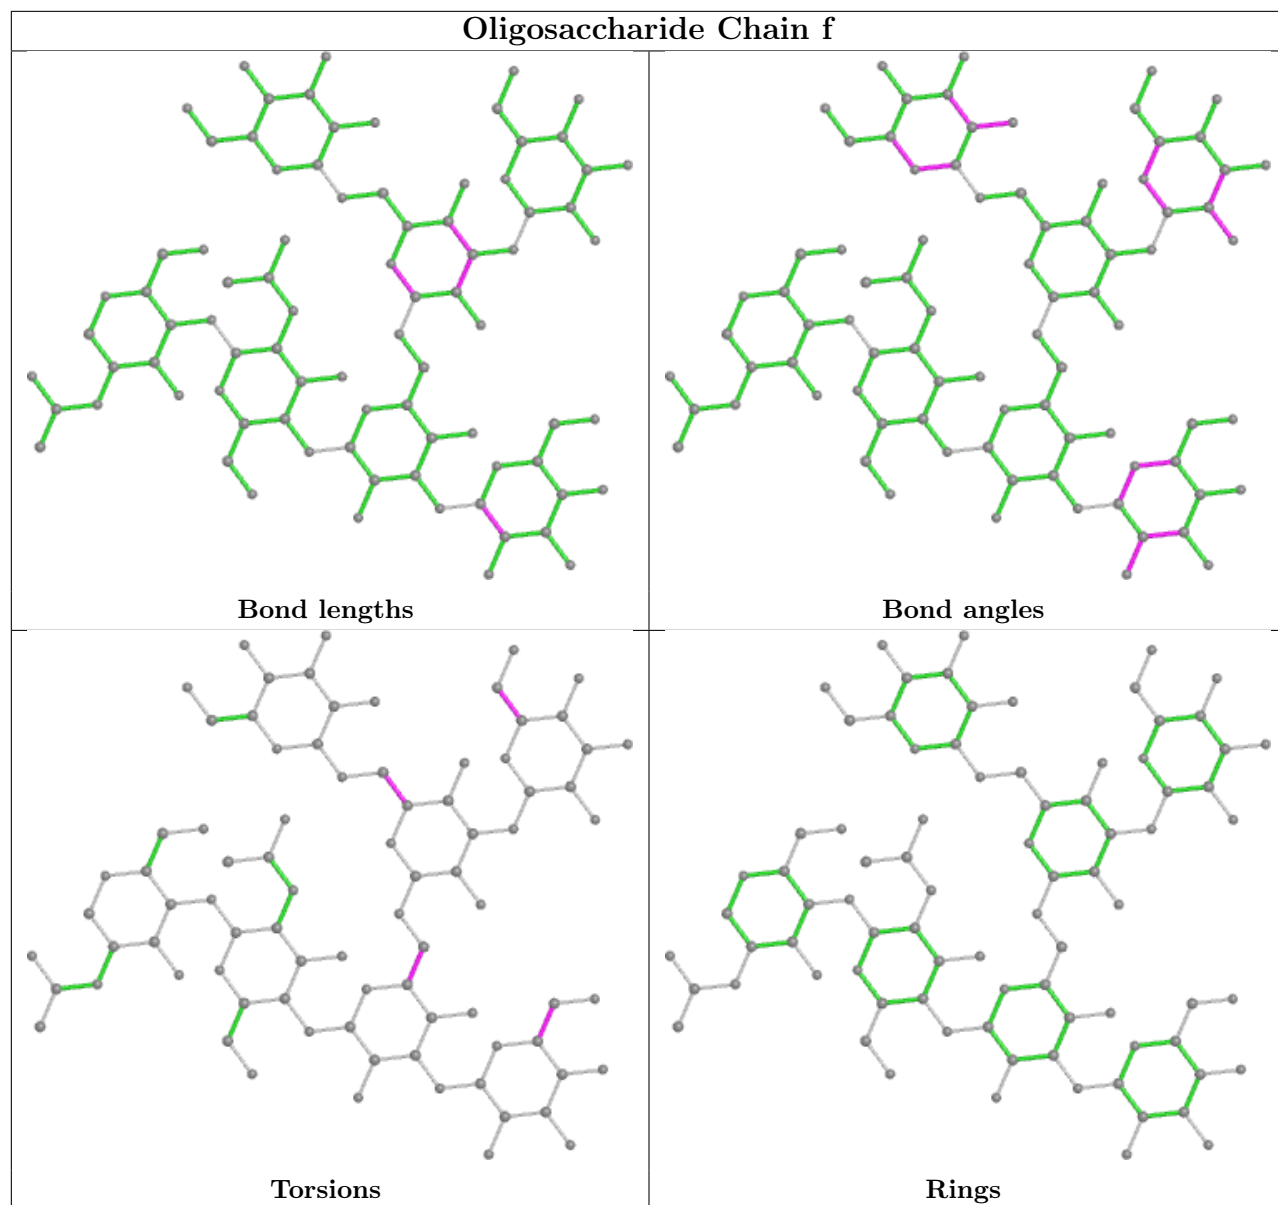 Oligosaccharide Chain f
Bond lengths
Bond angles
Torsions
Rings